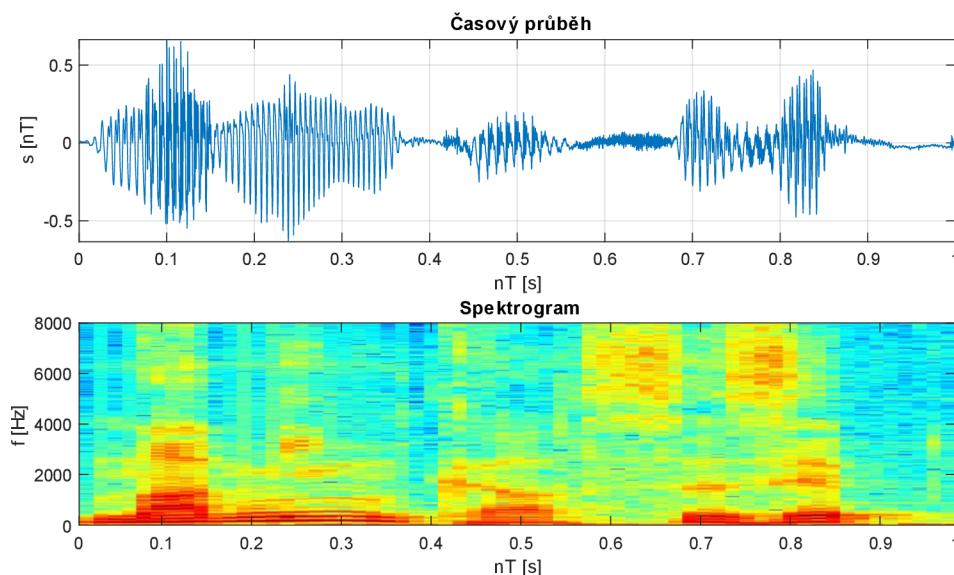 Časový průběh
s [nT]
0.5
0
-0.5
0 0.1 0.2 0.3 0.4 0.5 0.6 0.7 0.8 0.9 1
nT [s]
Spektrogram
f [Hz]
8000
6000
4000
2000
0
0.1 0.2 0.3 0.4 0.5 0.6 0.7 0.8 0.9 1
nT [s]